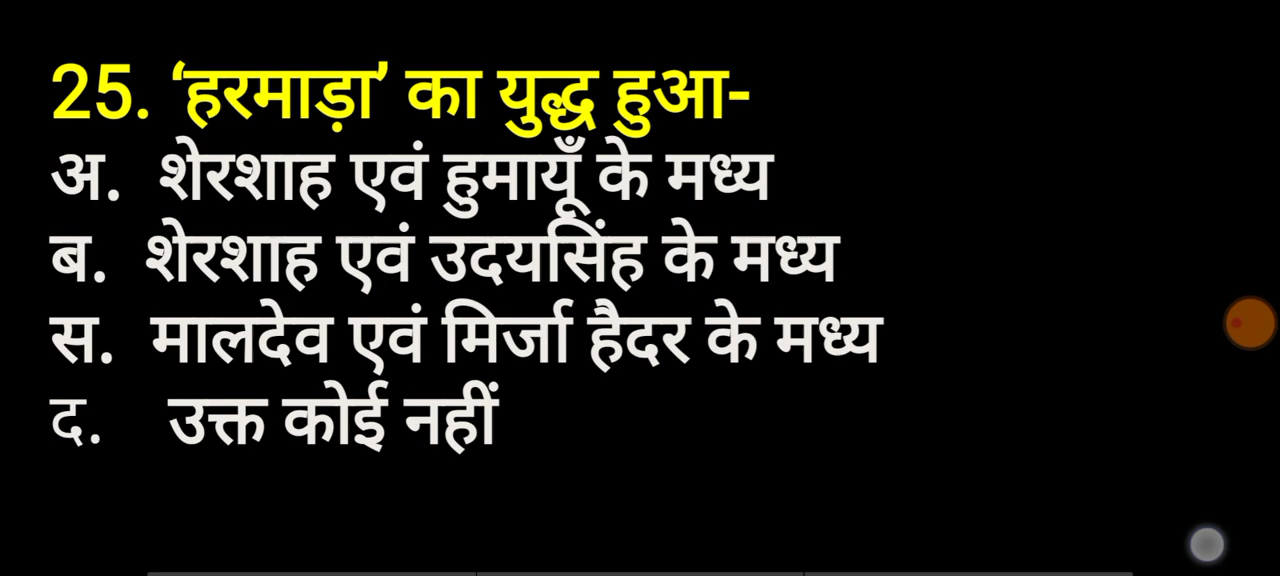 25. ‘हरमाड़ा’ का युद्ध हुआ-
अ. शेरशाह एवं हुमायूँ के मध्य
ब. शेरशाह एवं उदयसिंह के मध्य
स. मालदेव एवं मिर्जा हैदर के मध्य
द. उक्त कोई नहीं